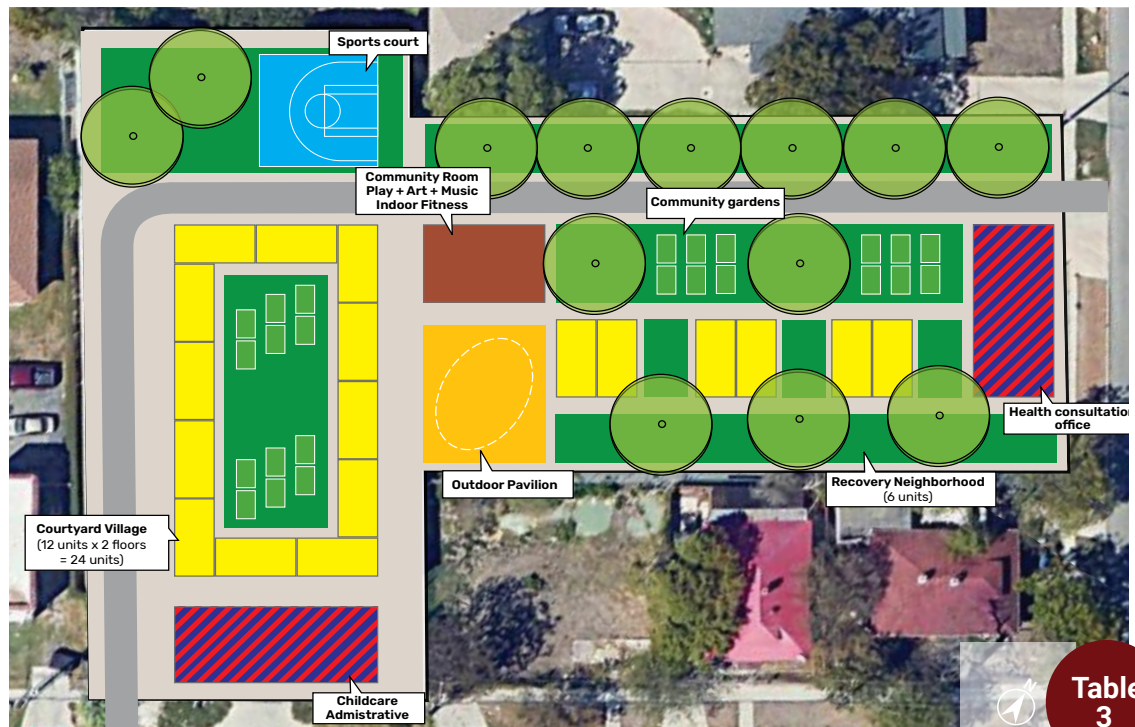 Sports court
Community Room
Play + Art + Music
Indoor Fitness
Community gardens
Health consultation
office
Outdoor Pavilion
Recovery Neighborhood
(6 units)
Courtyard Village
(12 units x 2 floors
= 24 units)
Childcare
Admistrative
N
Table
3